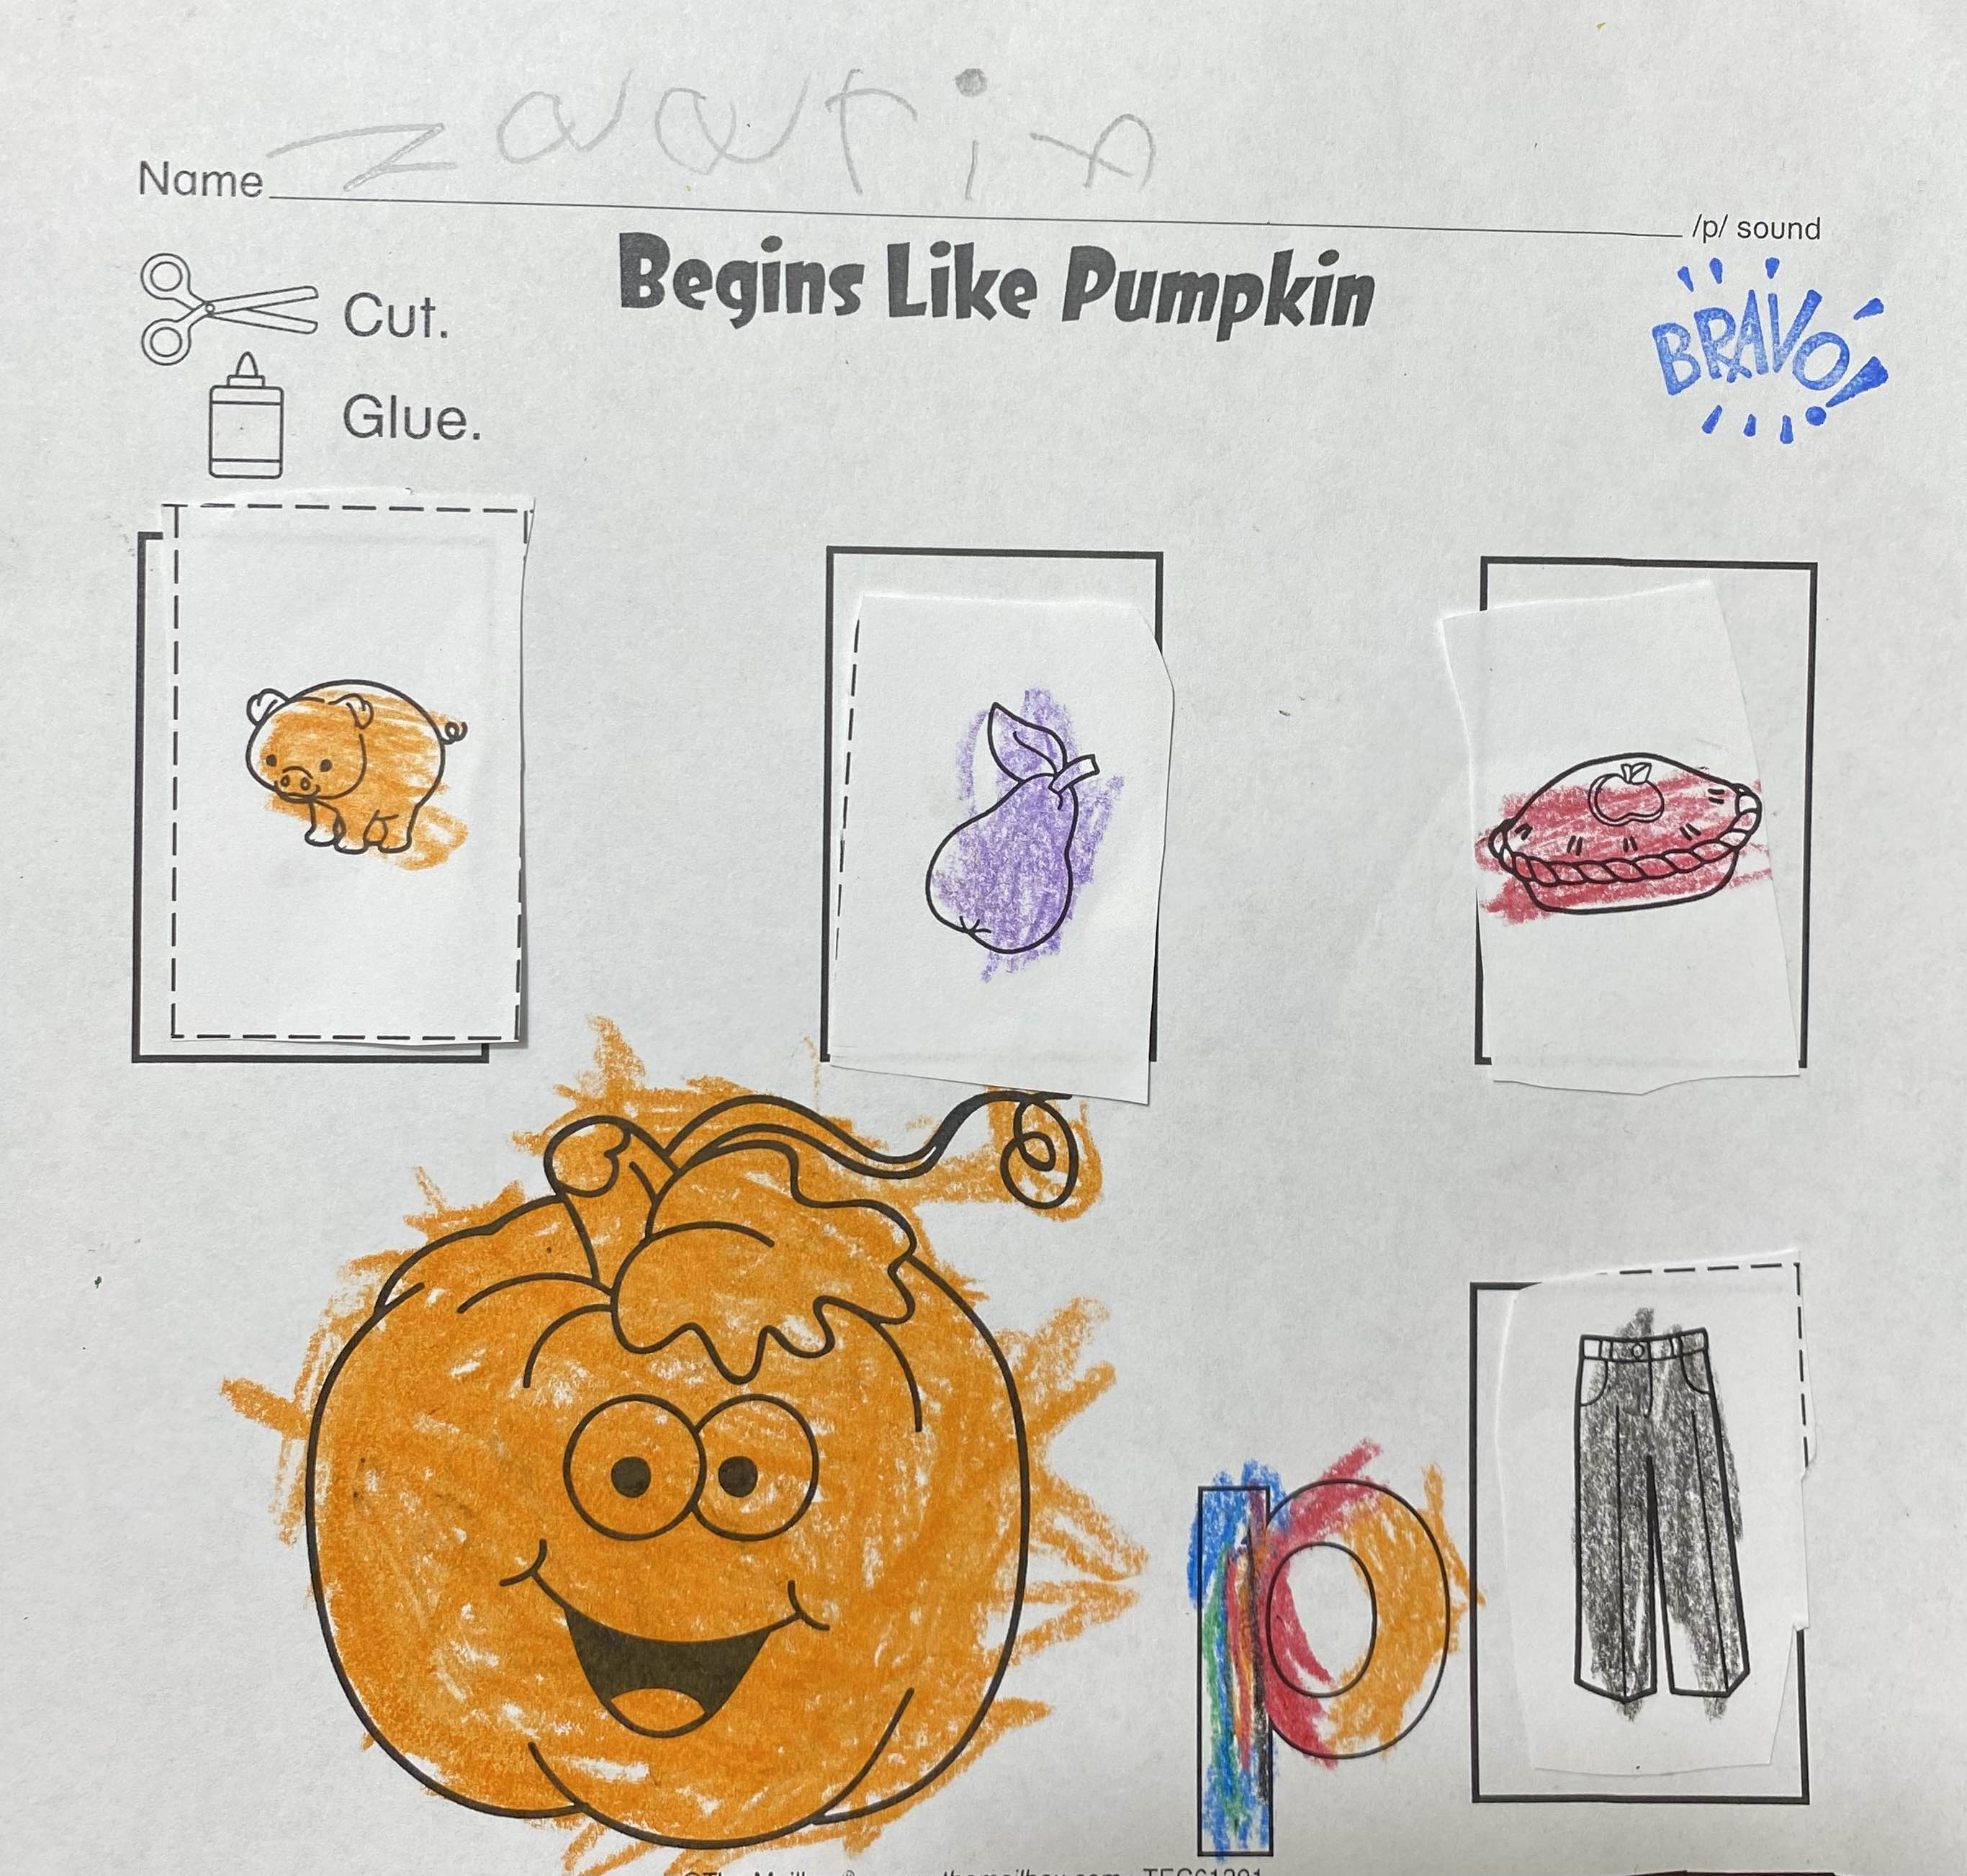 Name
/p/ sound
Begins Like Pumpkin
Cut.
BRAVO!
Glue.
p